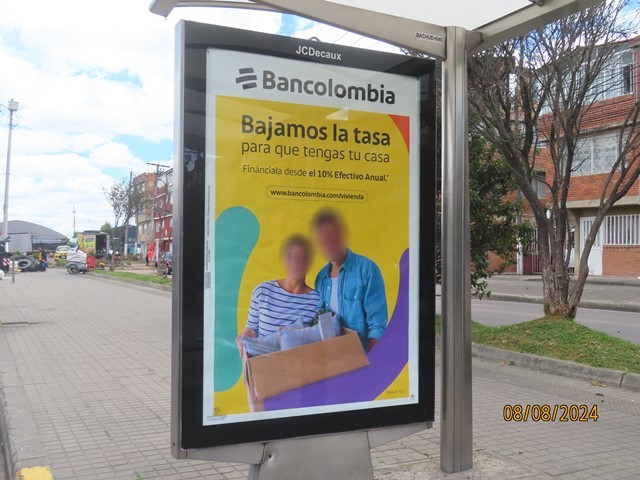 JCDecaux
Bancolombia
Bajamos la tasa
para que tengas tu casa
Financiala desde el 10% Efectivo Anual.*
www.bancolombia.com/vivienda
08/08/2024